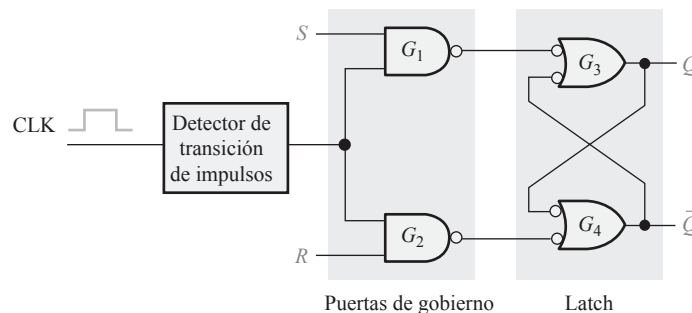 S
G1
G3
Q
CLK
Detector de
transición
de impulsos
G2
G4
Q̅
R
Puertas de gobierno
Latch